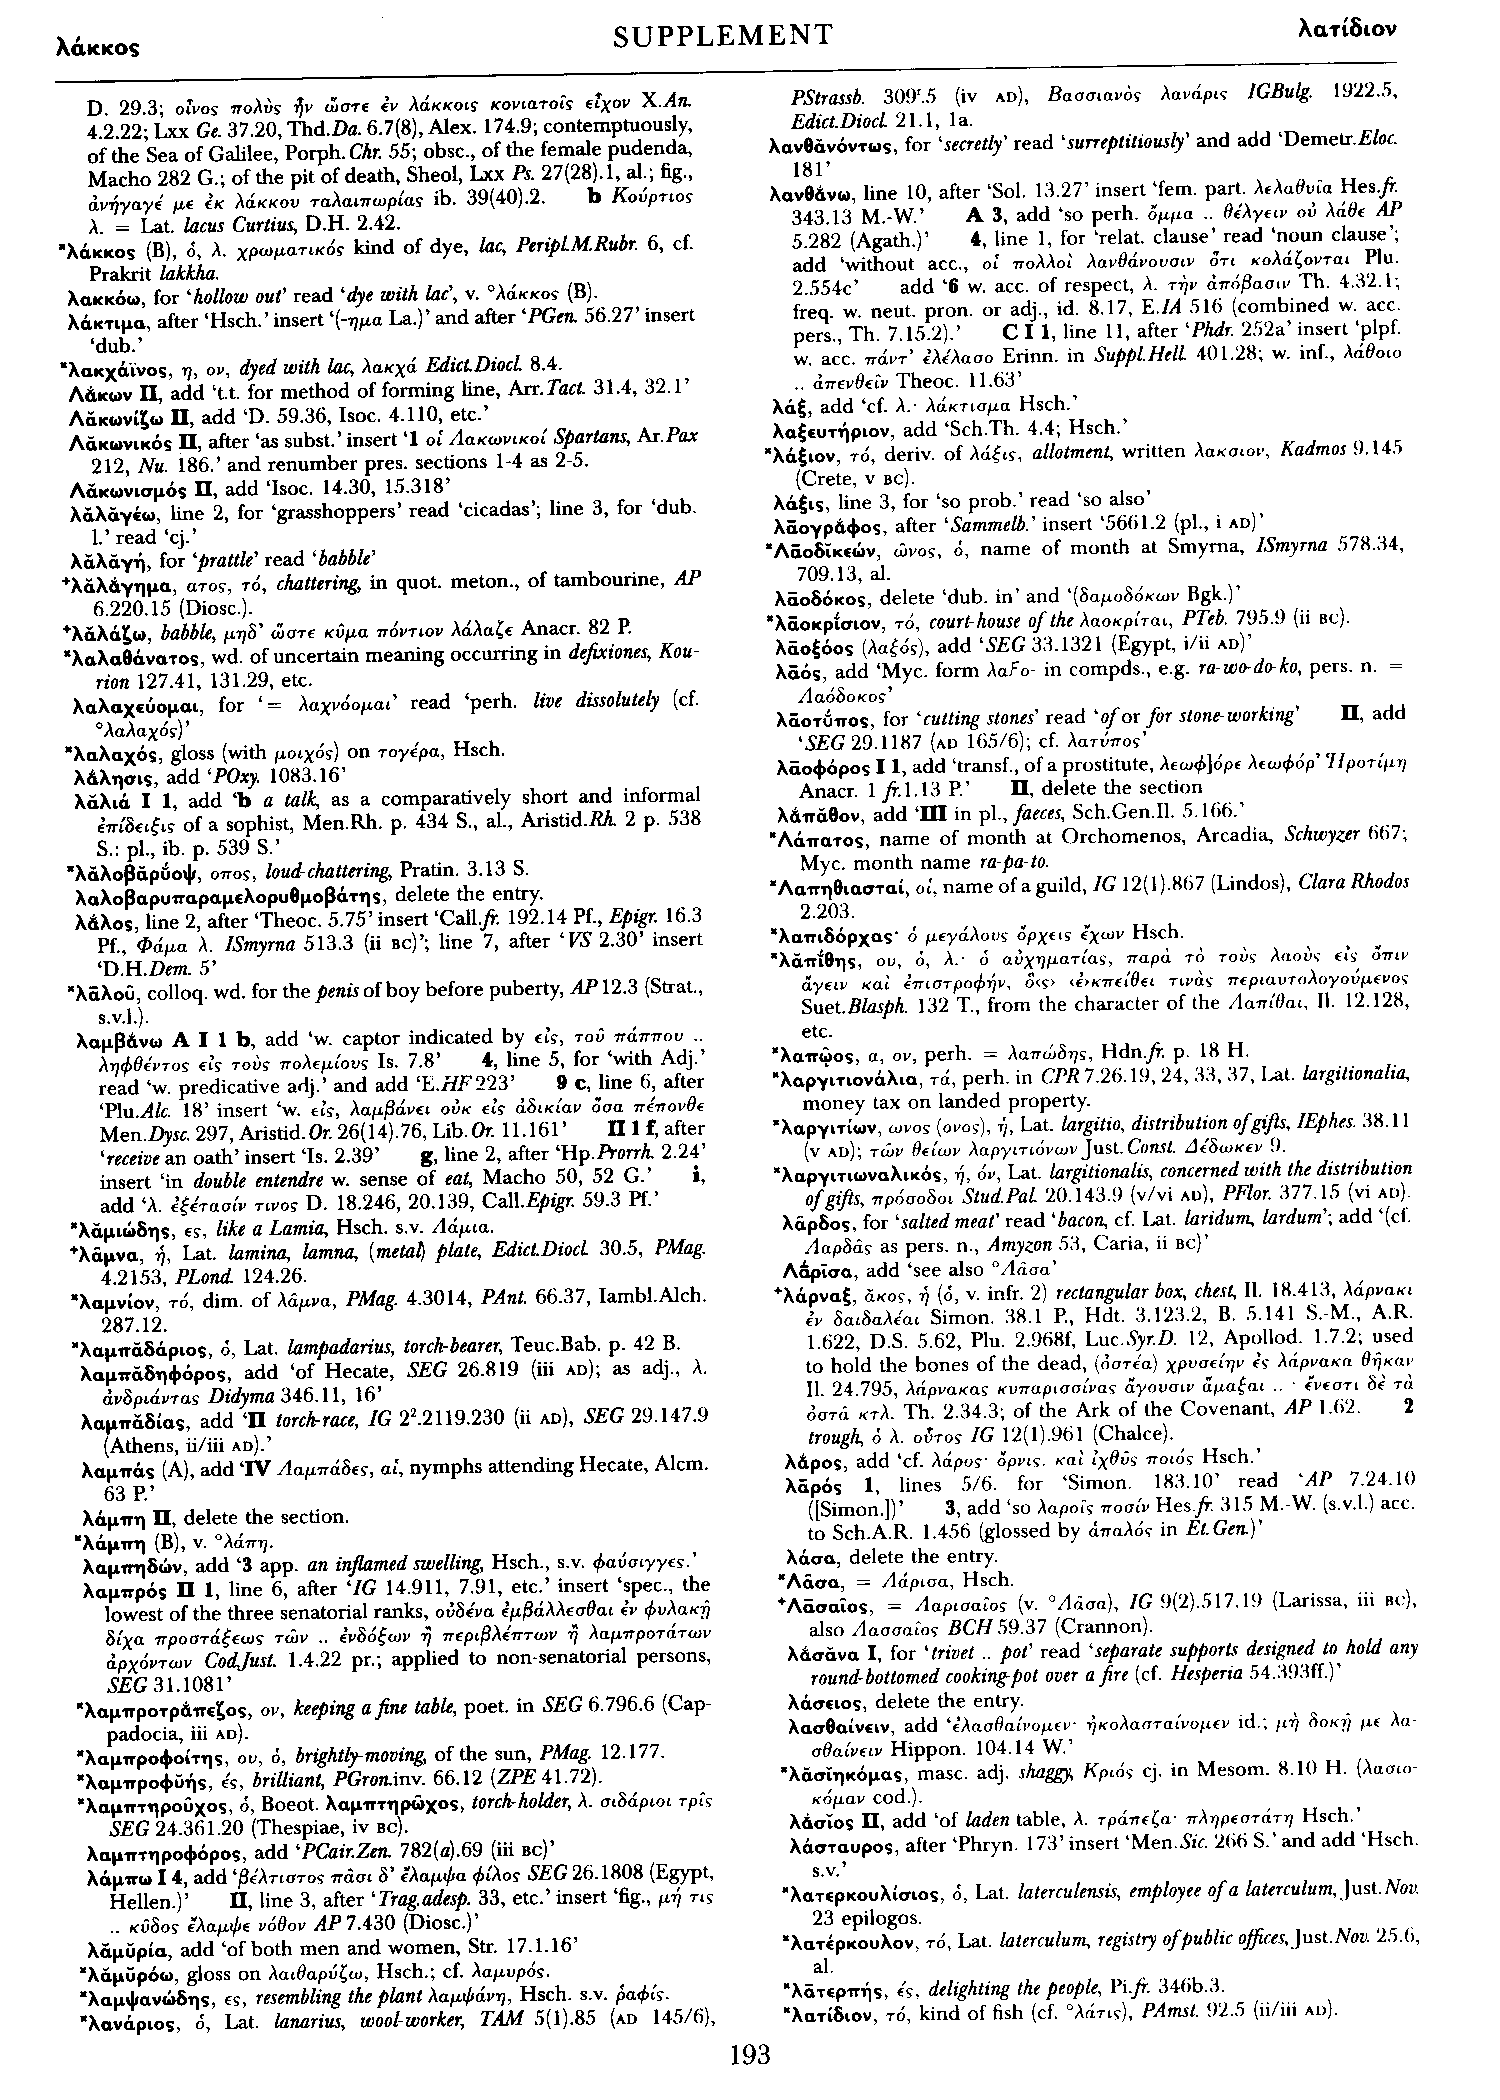 λάκκος
SUPPLEMENT
λατίδιον
D. 29.3; οἶνος πολὺς ἦν ὥστε ἐν λάκκοις κονιατοῖς εἶχον X.An.
4.2.22; Lxx Ge. 37.20, Thd.Da. 6.7(8), Alex. 174.9; contemptuously,
of the Sea of Galilee, Porph.Chr. 55; obsc., of the female pudenda,
Macho 282 G.; of the pit of death, Sheol, Lxx Ps. 27(28).1, al.; fig.,
ἀνήγαγέ με ἐκ λάκκου ταλαιπωρίας ib. 39(40).2. b Κούρτιος
λ. = Lat. lacus Curtius, D.H. 2.42.
*λάκκος (B), ὁ, λ. χρωματικός kind of dye, lac, Peripl.M.Rubr. 6, cf.
Prakrit lakkha.
λακκόω, for ‘hollow out’ read ‘dye with lac’, v. °λάκκος (B).
λάκτιμα, after ‘Hsch.’ insert ‘(-ημα La.)’ and after ‘PGen. 56.27’ insert
‘dub.’
*λακχάϊνος, η, ον, dyed with lac, λακχά Edict.Diocl. 8.4.
Λάκων II, add ‘t.t. for method of forming line, Arr.Tact. 31.4, 32.1’
Λᾰκωνίζω II, add ‘D. 59.36, Isoc. 4.110, etc.’
Λᾰκωνικός II, after ‘as subst.’ insert ‘1 οἱ Λακωνικοί Spartans, Ar.Pax
212, Nu. 186.’ and renumber pres. sections 1-4 as 2-5.
Λᾰκωνισμός II, add ‘Isoc. 14.30, 15.318’
λᾰλᾰγέω, line 2, for ‘grasshoppers’ read ‘cicadas’; line 3, for ‘dub.
l.’ read ‘cj.’
λᾰλᾰγή, for ‘prattle’ read ‘babble’
⁺λᾰλάγημα, ατος, τό, chattering, in quot. meton., of tambourine, AP
6.220.15 (Diosc.).
⁺λᾰλάζω, babble, μηδ’ ὥστε κῦμα πόντιον λάλαζε Anacr. 82 P.
*λαλαθάνατος, wd. of uncertain meaning occurring in defixiones, Kou-
rion 127.41, 131.29, etc.
λαλαχεύομαι, for ‘= λαχνόομαι’ read ‘perh. live dissolutely (cf.
°λαλαχός)’
*λαλαχός, gloss (with μοιχός) on τογέρα, Hsch.
λάλησις, add ‘POxy. 1083.16’
λᾰλιά I 1, add ‘b a talk, as a comparatively short and informal
ἐπίδειξις of a sophist, Men.Rh. p. 434 S., al., Aristid.Rh. 2 p. 538
S.: pl., ib. p. 539 S.’
*λᾰλοβᾰρύοψ, οπος, loud-chattering, Pratin. 3.13 S.
λαλοβαρυπαραμελορυθμοβάτης, delete the entry.
λάλος, line 2, after ‘Theoc. 5.75’ insert ‘Call.fr. 192.14 Pf., Epigr. 16.3
Pf., Φάμα λ. ISmyrna 513.3 (ii BC)’; line 7, after ‘VS 2.30’ insert
‘D.H.Dem. 5’
*λᾱλοῦ, colloq. wd. for the penis of boy before puberty, AP 12.3 (Strat.,
s.v.l.).
λαμβάνω A I 1 b, add ‘w. captor indicated by εἰς, τοῦ πάππου ..
ληφθέντος εἰς τοὺς πολεμίους Is. 7.8’ 4, line 5, for ‘with Adj.’
read ‘w. predicative adj.’ and add ‘E.HF 223’ 9 c, line 6, after
‘Plu.Alc. 18’ insert ‘w. εἰς, λαμβάνει οὐκ εἰς ἀδικίαν ὅσα πέπονθε
Men.Dysc. 297, Aristid.Or. 26(14).76, Lib.Or. 11.161’ II 1 f, after
‘receive an oath’ insert ‘Is. 2.39’ g, line 2, after ‘Hp.Prorrh. 2.24’
insert ‘in double entendre w. sense of eat, Macho 50, 52 G.’ i,
add ‘λ. ἐξέτασίν τινος D. 18.246, 20.139, Call.Epigr. 59.3 Pf.’
*λᾰμιώδης, ες, like a Lamia, Hsch. s.v. Λάμια.
⁺λᾶμνα, ἡ, Lat. lamina, lamna, (metal) plate, Edict.Diocl. 30.5, PMag.
4.2153, PLond. 124.26.
*λαμνίον, τό, dim. of λᾶμνα, PMag. 4.3014, PAnt. 66.37, Iambl.Alch.
287.12.
*λαμπᾰδάριος, ὁ, Lat. lampadarius, torch-bearer, Teuc.Bab. p. 42 B.
λαμπᾰδηφόρος, add ‘of Hecate, SEG 26.819 (iii AD); as adj., λ.
ἀνδριάντας Didyma 346.11, 16’
λαμπᾰδίας, add ‘II torch-race, IG 2².2119.230 (ii AD), SEG 29.147.9
(Athens, ii/iii AD).’
λαμπάς (A), add ‘IV Λαμπάδες, αἱ, nymphs attending Hecate, Alcm.
63 P.’
λάμπη II, delete the section.
*λάμπη (B), v. °λάπη.
λαμπηδών, add ‘3 app. an inflamed swelling, Hsch., s.v. φαύσιγγες.’
λαμπρός II 1, line 6, after ‘IG 14.911, 7.91, etc.’ insert ‘spec., the
lowest of the three senatorial ranks, οὐδένα ἐμβάλλεσθαι ἐν φυλακῇ
δίχα προστάξεως τῶν .. ἐνδόξων ἢ περιβλέπτων ἢ λαμπροτάτων
ἀρχόντων Cod.Just. 1.4.22 pr.; applied to non-senatorial persons,
SEG 31.1081’
*λαμπροτράπεζος, ον, keeping a fine table, poet. in SEG 6.796.6 (Cap-
padocia, iii AD).
*λαμπροφοίτης, ου, ὁ, brightly-moving, of the sun, PMag. 12.177.
*λαμπροφυής, ές, brilliant, PGron.inv. 66.12 (ZPE 41.72).
*λαμπτηροῦχος, ὁ, Boeot. λαμπτηρῶχος, torch-holder, λ. σιδάριοι τρῖς
SEG 24.361.20 (Thespiae, iv BC).
λαμπτηροφόρος, add ‘PCair.Zen. 782(a).69 (iii BC)’
λάμπω I 4, add ‘βέλτιστος πᾶσι δ’ ἔλαμψα φίλος SEG 26.1808 (Egypt,
Hellen.)’ II, line 3, after ‘Trag.adesp. 33, etc.’ insert ‘fig., μή τις
.. κῦδος ἔλαμψε νόθον AP 7.430 (Diosc.)’
λᾰμῠρία, add ‘of both men and women, Str. 17.1.16’
*λᾰμῠρόω, gloss on λαιθαρύζω, Hsch.; cf. λαμυρός.
*λαμψανώδης, ες, resembling the plant λαμψάνη, Hsch. s.v. ῥαφίς.
*λανάριος, ὁ, Lat. lanarius, wool-worker, TAM 5(1).85 (AD 145/6),
PStrassb. 309ʳ.5 (iv AD), Βασσιανὸς λανάρις IGBulg. 1922.5,
Edict.Diocl. 21.1, 1a.
λανθᾰνόντως, for ‘secretly’ read ‘surreptitiously’ and add ‘Demetr.Eloc.
181’
λανθάνω, line 10, after ‘Sol. 13.27’ insert ‘fem. part. λελαθυῖα Hes.fr.
343.13 M.-W.’ A 3, add ‘so perh. ὄμμα .. θέλγειν οὐ λάθε AP
5.282 (Agath.)’ 4, line 1, for ‘relat. clause’ read ‘noun clause’;
add ‘without acc., οἱ πολλοὶ λανθάνουσιν ὅτι κολάζονται Plu.
2.554c’ add ‘6 w. acc. of respect, λ. τὴν ἀπόβασιν Th. 4.32.1;
freq. w. neut. pron. or adj., id. 8.17, E.IA 516 (combined w. acc.
pers., Th. 7.15.2).’ C I 1, line 11, after ‘Phdr. 252a’ insert ‘plpf.
w. acc. πάντ’ ἐλέλασο Erinn. in Suppl.Hell. 401.28; w. inf., λάθοιο
.. ἀπενθεῖν Theoc. 11.63’
λάξ, add ‘cf. λ.· λάκτισμα Hsch.’
λαξευτήριον, add ‘Sch.Th. 4.4; Hsch.’
*λάξιον, τό, deriv. of λάξις, allotment, written λακσιον, Kadmos 9.145
(Crete, v BC).
λάξις, line 3, for ‘so prob.’ read ‘so also’
λᾱογράφος, after ‘Sammelb.’ insert ‘5661.2 (pl., i AD)’
*Λᾱοδῐκεών, ῶνος, ὁ, name of month at Smyrna, ISmyrna 578.34,
709.13, al.
λᾱοδόκος, delete ‘dub. in’ and ‘(δαμοδόκων Bgk.)’
*λᾱοκρίσιον, τό, court-house of the λαοκρίται, PTeb. 795.9 (ii BC).
λᾱοξόος (λαξός), add ‘SEG 33.1321 (Egypt, i/ii AD)’
λᾱός, add ‘Myc. form λαϝο- in compds., e.g. ra-wo-do-ko, pers. n. =
Λαόδοκος’
λᾱοτύπος, for ‘cutting stones’ read ‘of or for stone-working’ II, add
‘SEG 29.1187 (AD 165/6); cf. λατύπος’
λᾱοφόρος I 1, add ‘transf., of a prostitute, λεωφ]όρε λεωφόρ’ Ἡροτίμη
Anacr. 1 fr.1.13 P.’ II, delete the section
λάπᾰθον, add ‘III in pl., faeces, Sch.Gen.Il. 5.166.’
*Λάπατος, name of month at Orchomenos, Arcadia, Schwyzer 667;
Myc. month name ra-pa-to.
*Λαπηθιασταί, οἱ, name of a guild, IG 12(1).867 (Lindos), Clara Rhodos
2.203.
*λαπιδόρχας· ὁ μεγάλους ὄρχεις ἔχων Hsch.
*λᾰπίθης, ου, ὁ, λ.· ὁ αὐχηματίας, παρὰ τὸ τοὺς λαοὺς εἰς ὄπιν
ἄγειν καὶ ἐπιστροφήν, ὃ‹ς› ‹ἐ›κπείθει τινὰς περιαυτολογούμενος
Suet.Blasph. 132 T., from the character of the Λαπίθαι, Il. 12.128,
etc.
*λαπῷος, α, ον, perh. = λαπώδης, Hdn.fr. p. 18 H.
*λαργιτιονάλια, τά, perh. in CPR 7.26.19, 24, 33, 37, Lat. largitionalia,
money tax on landed property.
*λαργιτίων, ωνος (ονος), ἡ, Lat. largitio, distribution of gifts, IEphes. 38.11
(v AD); τῶν θείων λαργιτιόνων Just.Const. Δέδωκεν 9.
*λαργιτιωναλικός, ή, όν, Lat. largitionalis, concerned with the distribution
of gifts, πρόσοδοι Stud.Pal. 20.143.9 (v/vi AD), PFlor. 377.15 (vi AD).
λᾶρδος, for ‘salted meat’ read ‘bacon, cf. Lat. laridum, lardum’; add ‘(cf.
Λαρδᾶς as pers. n., Amyzon 53, Caria, ii BC)’
Λάρῑσα, add ‘see also °Λᾶσα’
⁺λάρναξ, ᾰκος, ἡ (ὁ, v. infr. 2) rectangular box, chest, Il. 18.413, λάρνακι
ἐν δαιδαλέᾳ Simon. 38.1 P., Hdt. 3.123.2, B. 5.141 S.-M., A.R.
1.622, D.S. 5.62, Plu. 2.968f, Luc.Syr.D. 12, Apollod. 1.7.2; used
to hold the bones of the dead, (ὀστέα) χρυσείην ἐς λάρνακα θῆκαν
Il. 24.795, λάρνακας κυπαρισσίνας ἄγουσιν ἅμαξαι .. · ἔνεστι δὲ τὰ
ὀστᾶ κτλ. Th. 2.34.3; of the Ark of the Covenant, AP 1.62. 2
trough, ὁ λ. οὗτος IG 12(1).961 (Chalce).
λάρος, add ‘cf. λάρυς· ὄρνις. καὶ ἰχθῦς ποιός Hsch.’
λᾱρός 1, lines 5/6. for ‘Simon. 183.10’ read ‘AP 7.24.10
([Simon.])’ 3, add ‘so λαροῖς ποσίν Hes.fr. 315 M.-W. (s.v.l.) acc.
to Sch.A.R. 1.456 (glossed by ἁπαλός in Et.Gen.)’
λάσα, delete the entry.
*Λᾶσα, = Λάρισα, Hsch.
⁺Λᾱσαῖος, = Λαρισαῖος (v. °Λᾶσα), IG 9(2).517.19 (Larissa, iii BC),
also Λασσαῖος BCH 59.37 (Crannon).
λάσᾰνα I, for ‘trivet .. pot’ read ‘separate supports designed to hold any
round-bottomed cooking-pot over a fire (cf. Hesperia 54.393ff.)’
λάσειος, delete the entry.
λασθαίνειν, add ‘ἐλασθαίνομεν· ἠκολασταίνομεν id.; μὴ δοκῇ με λα-
σθαίνειν Hippon. 104.14 W.’
*λᾰσῐηκόμας, masc. adj. shaggy, Κριός cj. in Mesom. 8.10 H. (λασιο-
κόμαν cod.).
λάσῐος II, add ‘of laden table, λ. τράπεζα· πληρεστάτη Hsch.’
λάσταυρος, after ‘Phryn. 173’ insert ‘Men.Sic. 266 S.’ and add ‘Hsch.
s.v.’
*λατερκουλίσιος, ὁ, Lat. laterculensis, employee of a laterculum, Just.Nov.
23 epilogos.
*λατέρκουλον, τό, Lat. laterculum, registry of public offices, Just.Nov. 25.6,
al.
*λᾱτερπής, ές, delighting the people, Pi.fr. 346b.3.
*λατίδιον, τό, kind of fish (cf. °λάτις), PAmst. 92.5 (ii/iii AD).
193